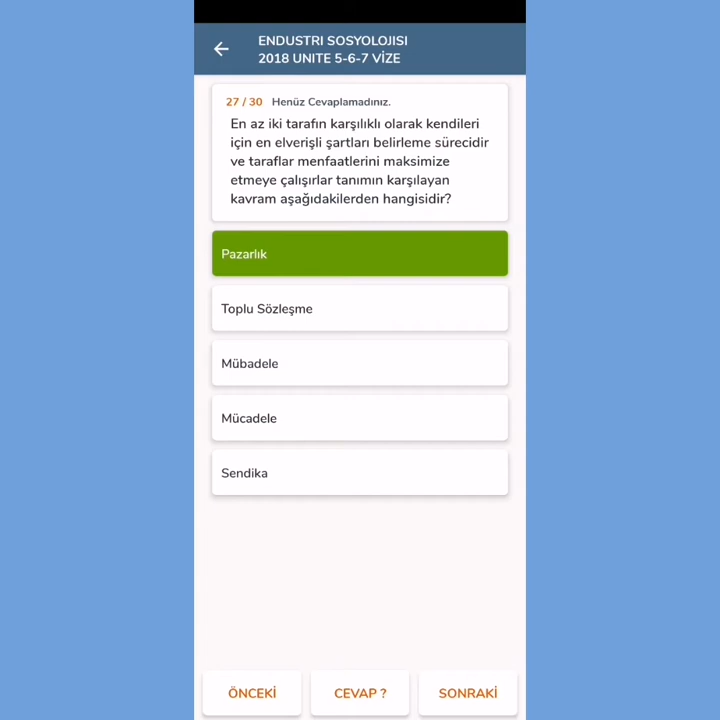 ENDUSTRI SOSYOLOJISI
2018 UNITE 5-6-7 VİZE
27 / 30 Henüz Cevaplamadınız.
En az iki tarafın karşılıklı olarak kendileri
için en elverişli şartları belirleme sürecidir
ve taraflar menfaatlerini maksimize
etmeye çalışırlar tanımın karşılayan
kavram aşağıdakilerden hangisidir?
Pazarlık
Toplu Sözleşme
Mübadele
Mücadele
Sendika
ÖNCEKİ CEVAP ? SONRAKİ